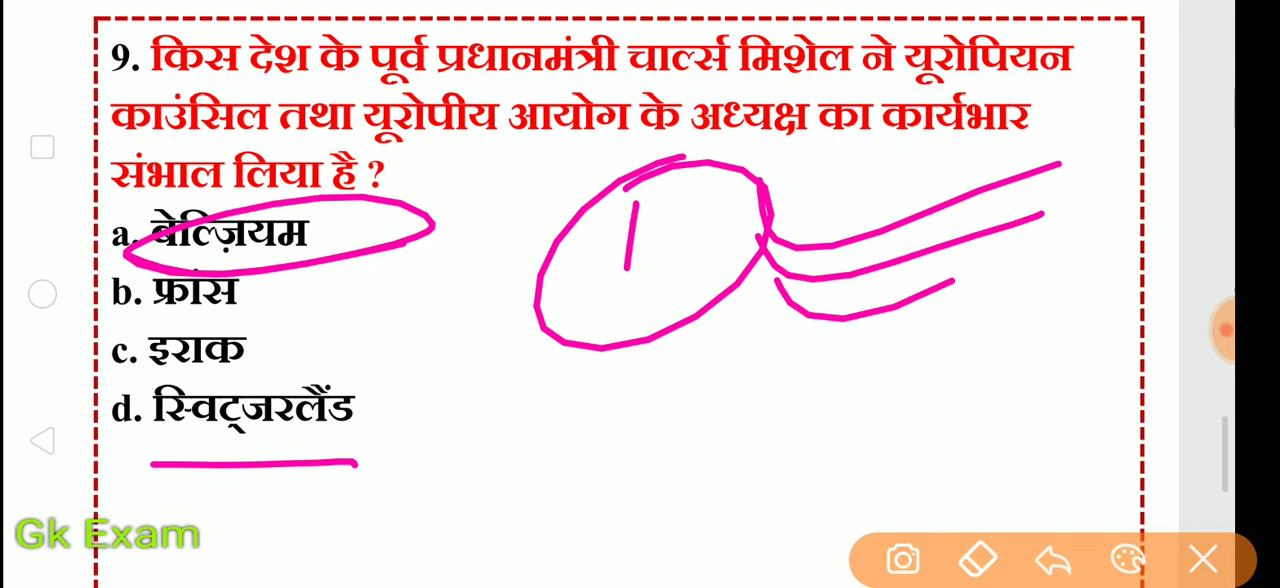 9. किस देश के पूर्व प्रधानमंत्री चार्ल्स मिशेल ने यूरोपियन
काउंसिल तथा यूरोपीय आयोग के अध्यक्ष का कार्यभार
संभाल लिया है ?
a. बेल्ज़ियम
b. फ्रांस
c. इराक
d. स्विट्जरलैंड
Gk Exam